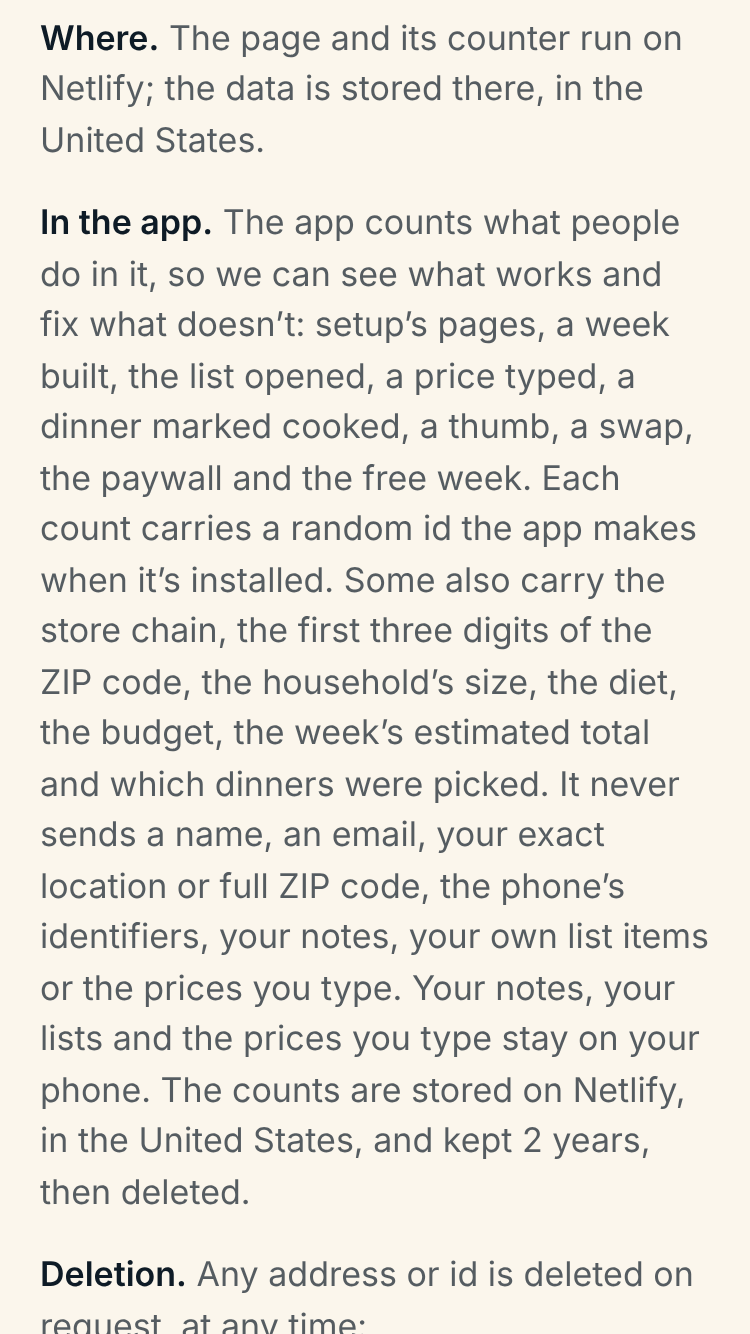 Where. The page and its counter run on
Netlify; the data is stored there, in the
United States.
In the app. The app counts what people
do in it, so we can see what works and
fix what doesn’t: setup’s pages, a week
built, the list opened, a price typed, a
dinner marked cooked, a thumb, a swap,
the paywall and the free week. Each
count carries a random id the app makes
when it’s installed. Some also carry the
store chain, the first three digits of the
ZIP code, the household’s size, the diet,
the budget, the week’s estimated total
and which dinners were picked. It never
sends a name, an email, your exact
location or full ZIP code, the phone’s
identifiers, your notes, your own list items
or the prices you type. Your notes, your
lists and the prices you type stay on your
phone. The counts are stored on Netlify,
in the United States, and kept 2 years,
then deleted.
Deletion. Any address or id is deleted on
request, at any time: